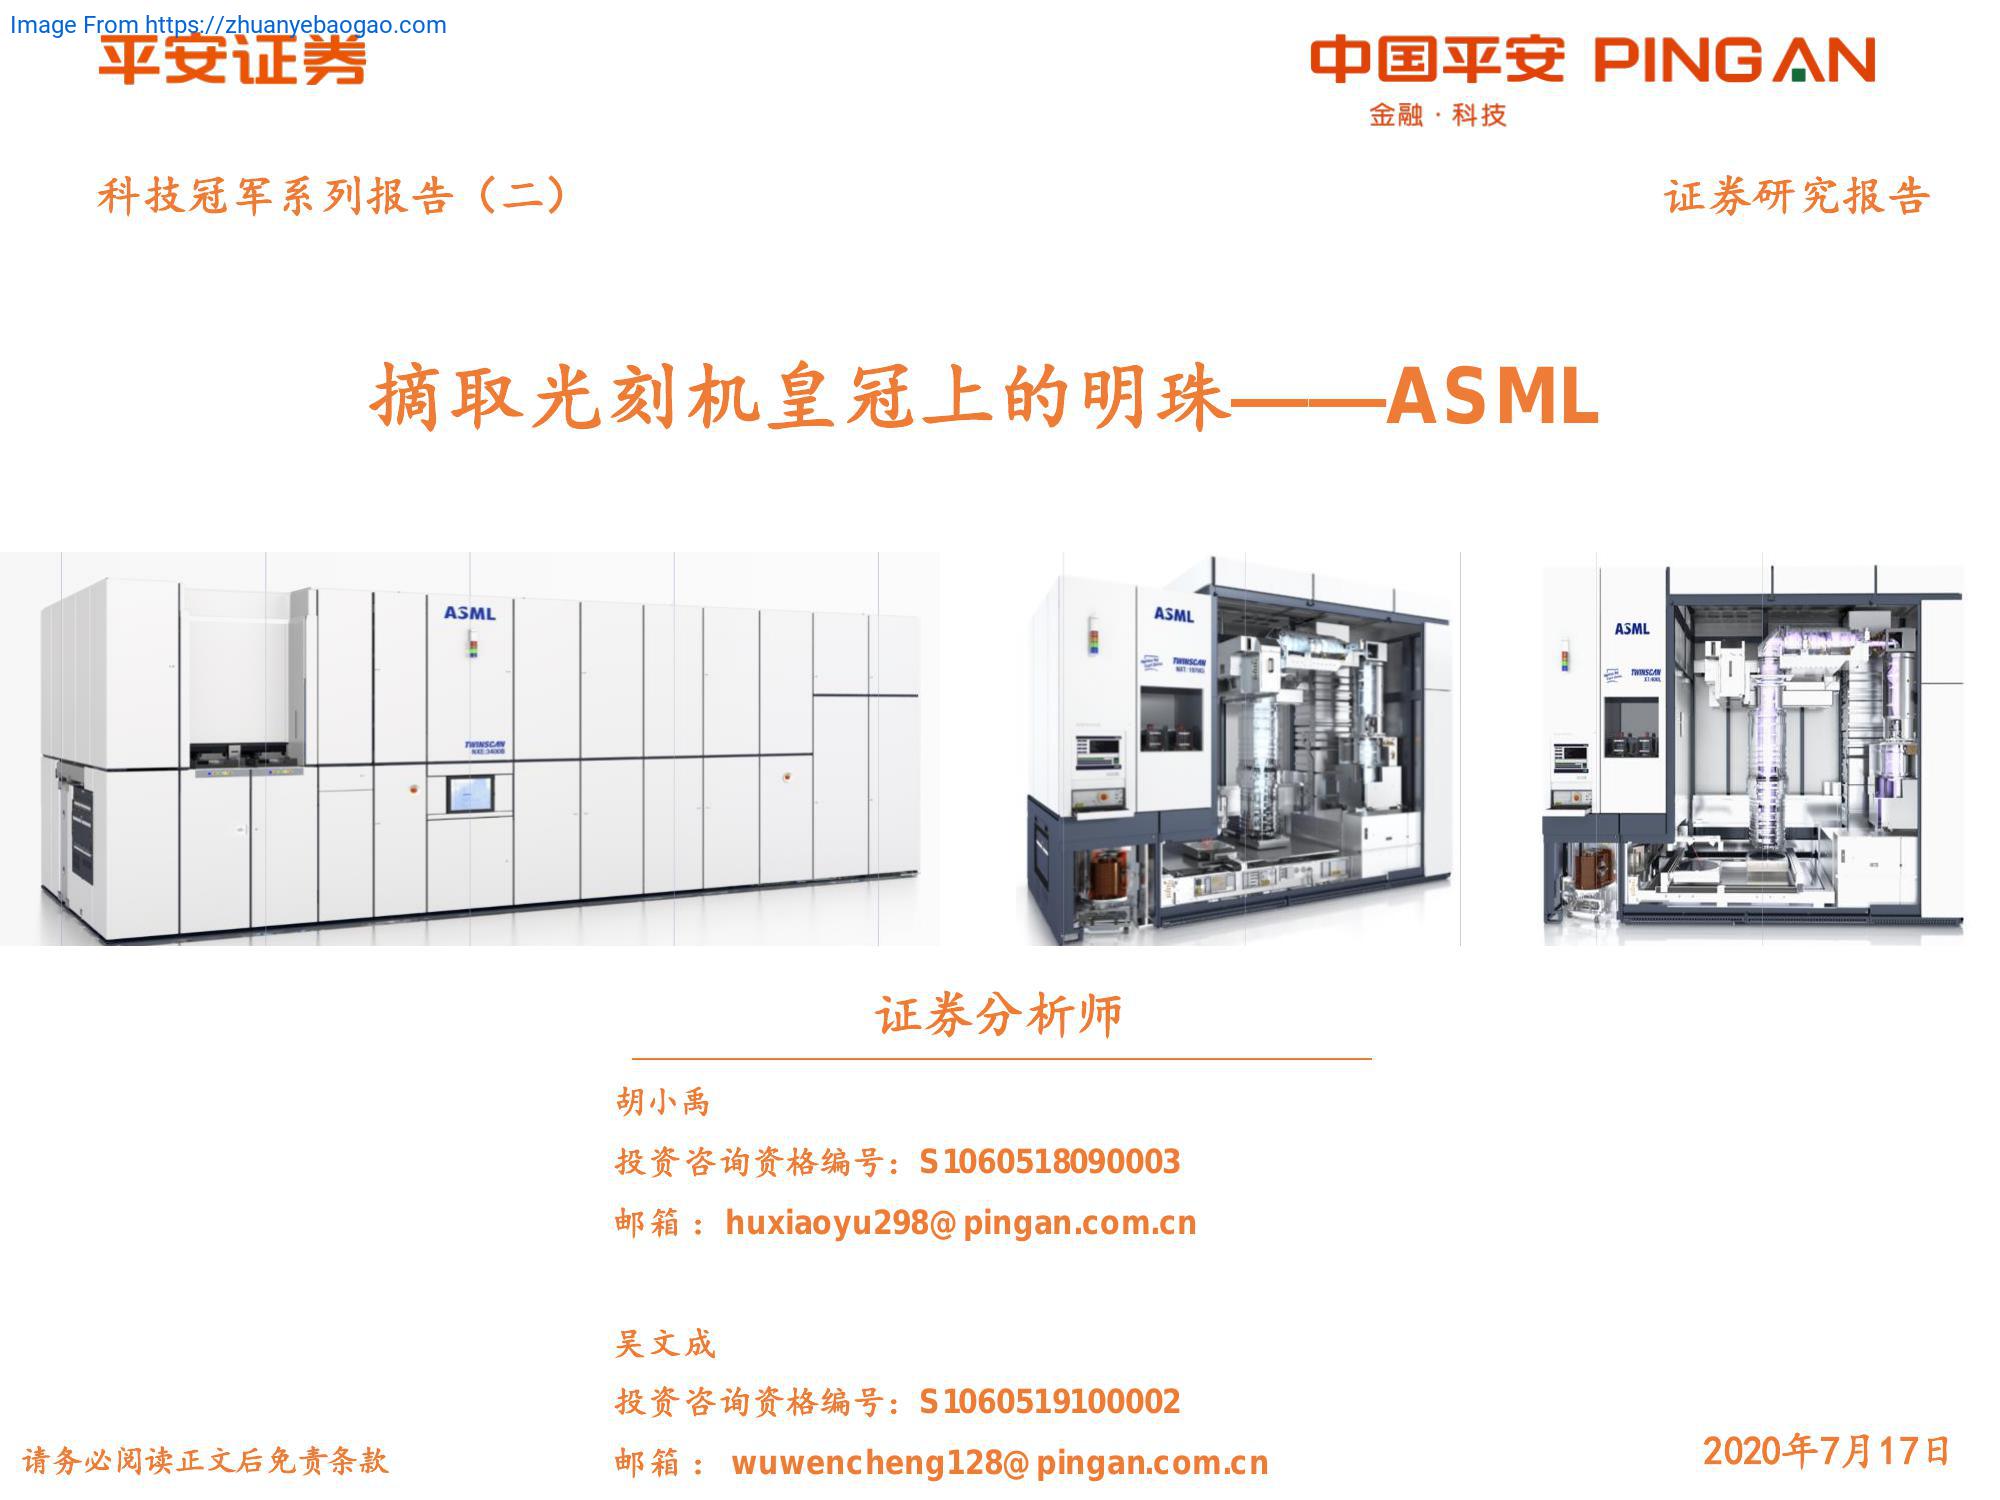 Image From https://zhuanyebaogao.com
平安证券
中国平安 PINGAN
金融·科技
科技冠军系列报告（二）
证券研究报告
摘取光刻机皇冠上的明珠——ASML
ASML
TWINSCAN
NXE:3400B
ASML
TWINSCAN
ASML
TWINSCAN
证券分析师
胡小禹
投资咨询资格编号：S1060518090003
邮箱：huxiaoyu298@pingan.com.cn
吴文成
投资咨询资格编号：S1060519100002
邮箱：wuwencheng128@pingan.com.cn
请务必阅读正文后免责条款
2020年7月17日